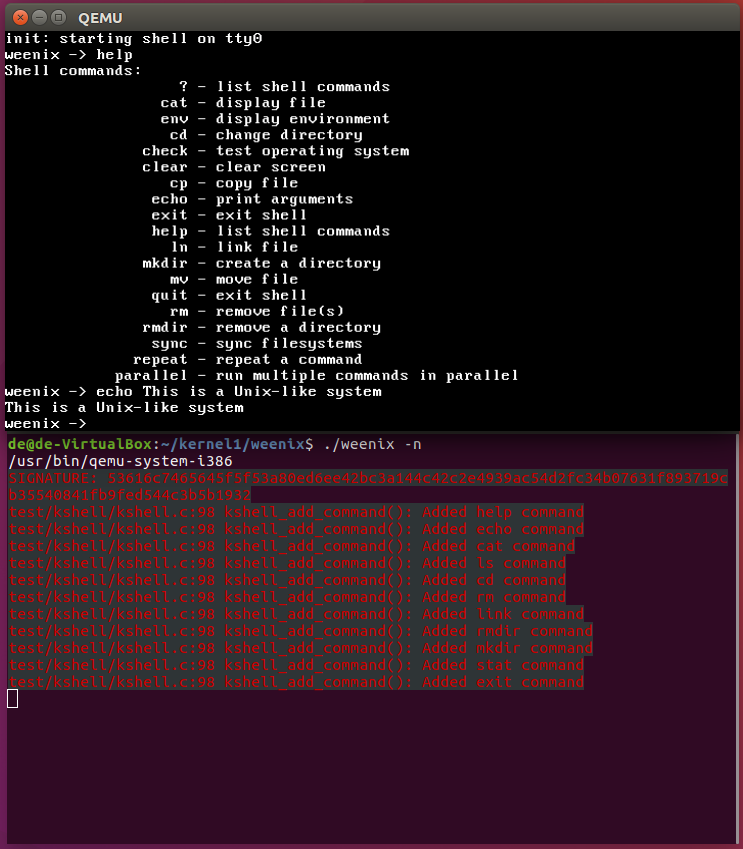 QEMU
init: starting shell on tty0
weenix -> help
Shell commands:
? - list shell commands
cat - display file
env - display environment
cd - change directory
check - test operating system
clear - clear screen
cp - copy file
echo - print arguments
exit - exit shell
help - list shell commands
ln - link file
mkdir - create a directory
mv - move file
quit - exit shell
rm - remove file(s)
rmdir - remove a directory
sync - sync filesystems
repeat - repeat a command
parallel - run multiple commands in parallel
weenix -> echo This is a Unix-like system
This is a Unix-like system
weenix ->
de@de-VirtualBox:~/kernel1/weenix$ ./weenix -n
/usr/bin/qemu-system-i386
SIGNATURE: 53616c7465645f5f53a80ed6ee42bc3a144c42c2e4939ac54d2fc34b07631f893719c
b35540841fb9fed544c3b5b1932
test/kshell/kshell.c:98 kshell_add_command(): Added help command
test/kshell/kshell.c:98 kshell_add_command(): Added echo command
test/kshell/kshell.c:98 kshell_add_command(): Added cat command
test/kshell/kshell.c:98 kshell_add_command(): Added ls command
test/kshell/kshell.c:98 kshell_add_command(): Added cd command
test/kshell/kshell.c:98 kshell_add_command(): Added rm command
test/kshell/kshell.c:98 kshell_add_command(): Added link command
test/kshell/kshell.c:98 kshell_add_command(): Added rmdir command
test/kshell/kshell.c:98 kshell_add_command(): Added mkdir command
test/kshell/kshell.c:98 kshell_add_command(): Added stat command
test/kshell/kshell.c:98 kshell_add_command(): Added exit command